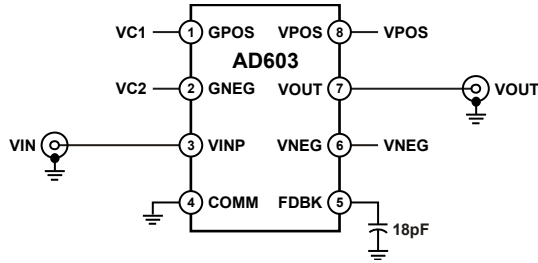 VC1 1 GPOS VPOS 8 VPOS
AD603
VC2 2 GNEG VOUT 7 VOUT
VIN 3 VINP VNEG 6 VNEG
4 COMM FDBK 5
18pF